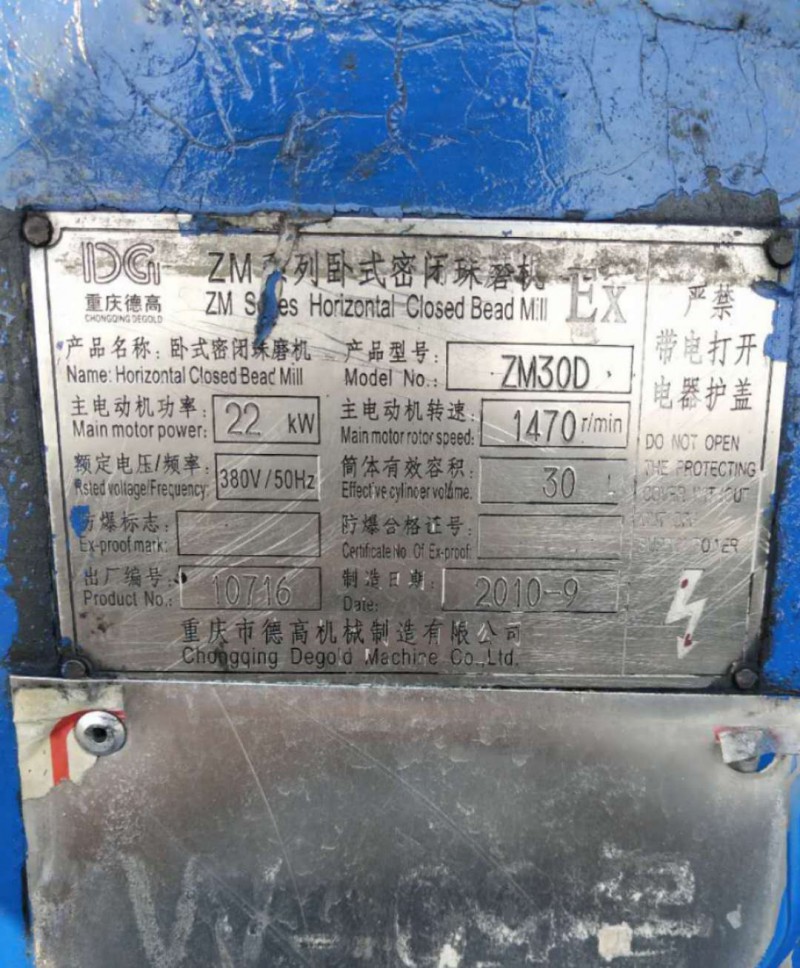 DG
重庆德高
CHONGQING DEGOLD
ZM 系列卧式密闭珠磨机
ZM Horizontal Closed Bead Mill
Ex
产品名称：卧式密闭珠磨机
Name: Horizontal Closed Bead Mill
产品型号：
Model No.:
ZM30D
主电动机功率：
Main motor power:
22 kW
主电动机转速：
Main motor rotor speed:
1470 r/min
额定电压/频率：
Rsted voltage/Frequency:
380V/50Hz
筒体有效容积：
Effective cylincer voltime:
30
防爆标志：
Ex-proof mark:
防爆合格证号：
Certificate No. Of Ex-proof:
出厂编号：
Product No.:
10716
制造日期：
Date:
2010-9
重庆市德高机械制造有限公司
Chongqing Degold Machine Co.,Ltd.
严禁
带电打开
电器护盖
DO NOT OPEN
THE PROTECTING